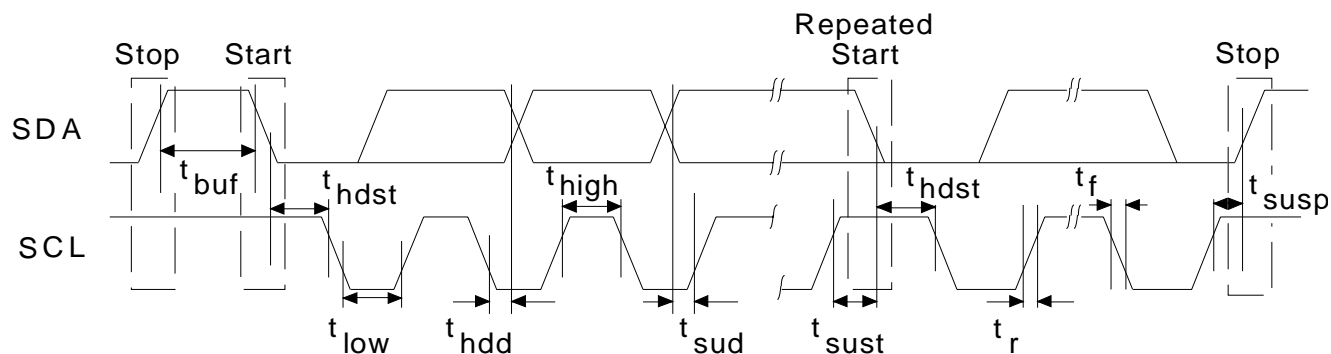 Repeated
Stop Start Start Stop
SDA
t buf t hdst t high t hdst t f t susp
SCL
t low t hdd t sud t sust t r